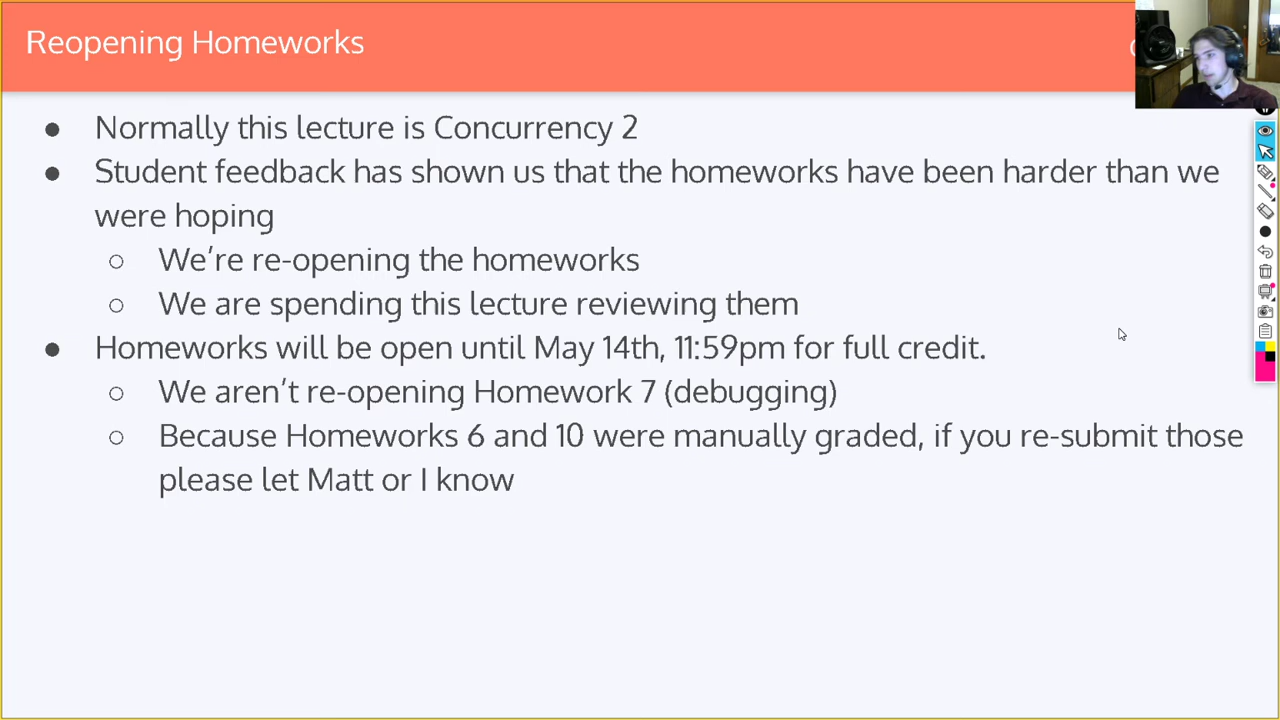 Reopening Homeworks
● Normally this lecture is Concurrency 2
● Student feedback has shown us that the homeworks have been harder than we
were hoping
○ We're re-opening the homeworks
○ We are spending this lecture reviewing them
● Homeworks will be open until May 14th, 11:59pm for full credit.
○ We aren't re-opening Homework 7 (debugging)
○ Because Homeworks 6 and 10 were manually graded, if you re-submit those
please let Matt or I know